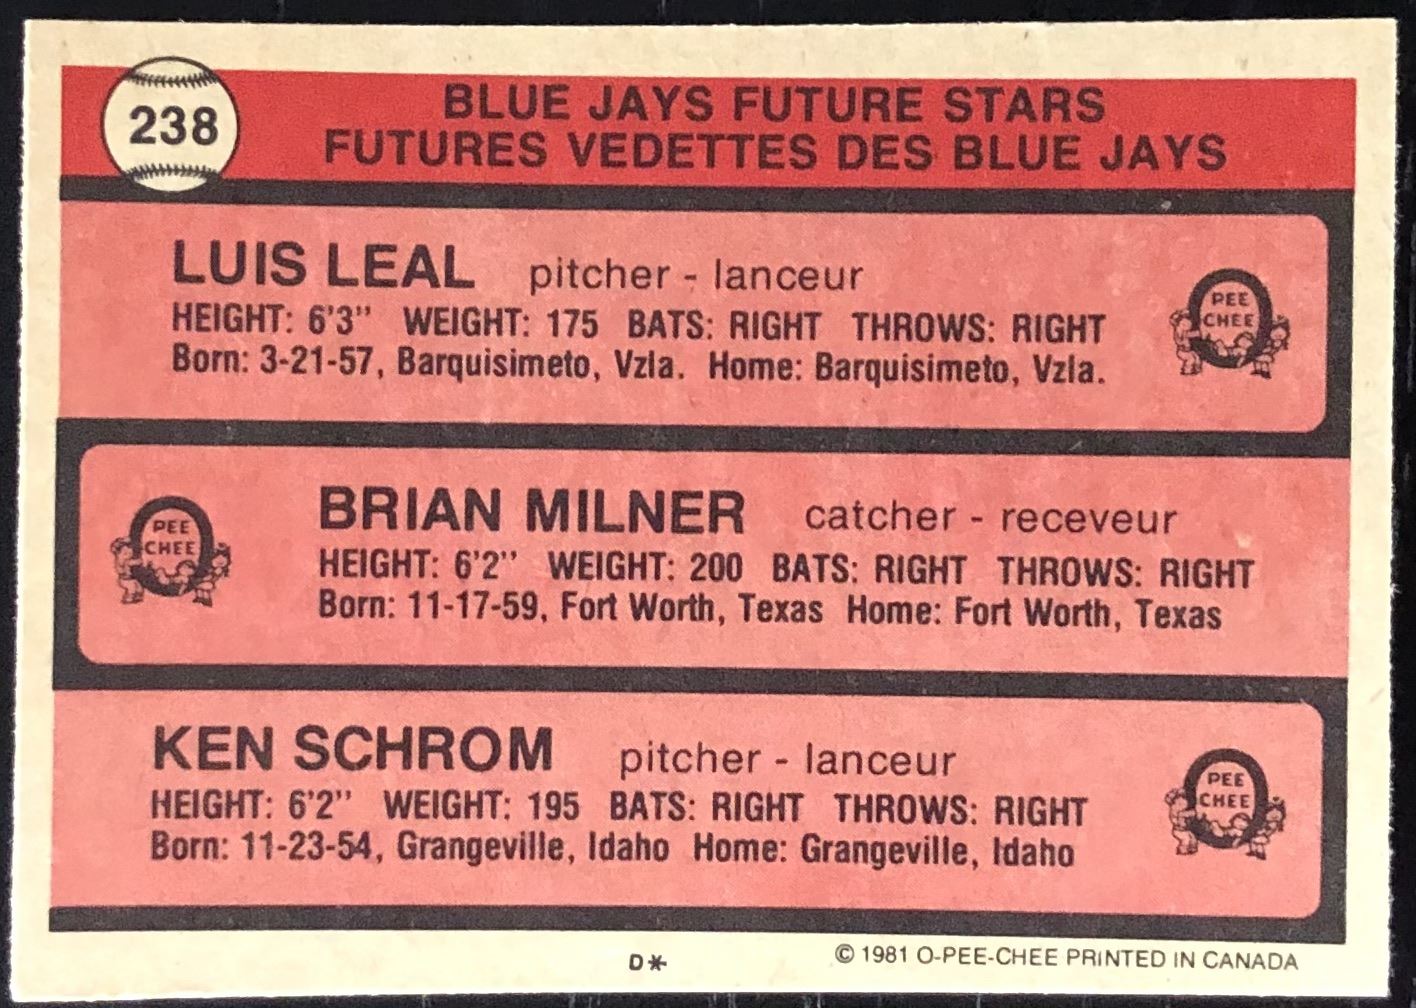 238
BLUE JAYS FUTURE STARS
FUTURES VEDETTES DES BLUE JAYS
LUIS LEAL pitcher - lanceur
HEIGHT: 6'3" WEIGHT: 175 BATS: RIGHT THROWS: RIGHT
Born: 3-21-57, Barquisimeto, Vzla. Home: Barquisimeto, Vzla.
PEE
CHEE
BRIAN MILNER catcher - receveur
HEIGHT: 6'2" WEIGHT: 200 BATS: RIGHT THROWS: RIGHT
Born: 11-17-59, Fort Worth, Texas Home: Fort Worth, Texas
PEE
CHEE
KEN SCHROM pitcher - lanceur
HEIGHT: 6'2" WEIGHT: 195 BATS: RIGHT THROWS: RIGHT
Born: 11-23-54, Grangeville, Idaho Home: Grangeville, Idaho
PEE
CHEE
D*
© 1981 O-PEE-CHEE PRINTED IN CANADA